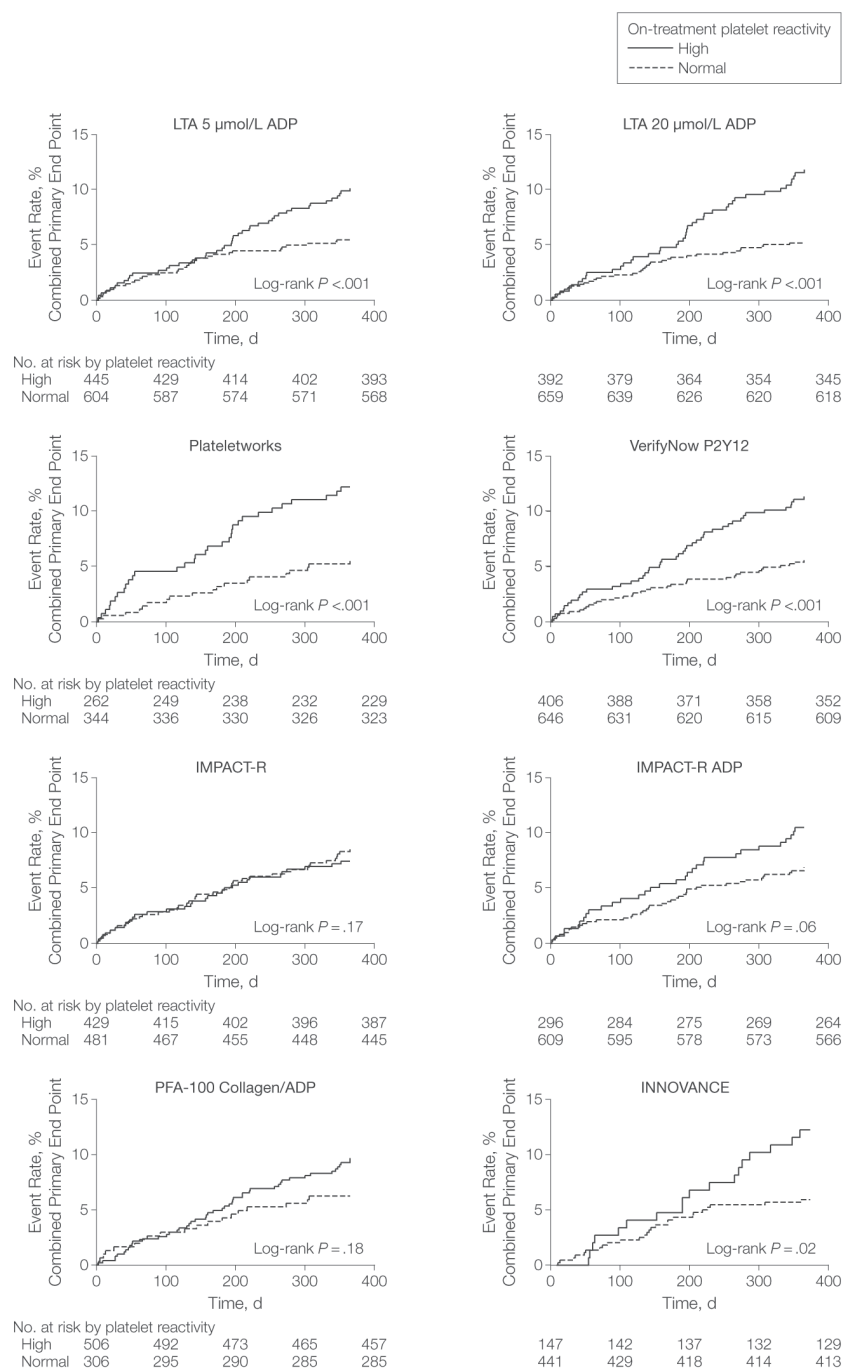 On-treatment platelet reactivity
High
Normal
LTA 5 µmol/L ADP
15
10
5
0
Event Rate, %
Combined Primary End Point
Log-rank P <.001
0 100 200 300 400
Time, d
No. at risk by platelet reactivity
High 445 429 414 402 393
Normal 604 587 574 571 568
LTA 20 µmol/L ADP
15
10
5
0
Event Rate, %
Combined Primary End Point
Log-rank P <.001
0 100 200 300 400
Time, d
392 379 364 354 345
659 639 626 620 618
Plateletworks
15
10
5
0
Event Rate, %
Combined Primary End Point
Log-rank P <.001
0 100 200 300 400
Time, d
No. at risk by platelet reactivity
High 262 249 238 232 229
Normal 344 336 330 326 323
VerifyNow P2Y12
15
10
5
0
Event Rate, %
Combined Primary End Point
Log-rank P <.001
0 100 200 300 400
Time, d
406 388 371 358 352
646 631 620 615 609
IMPACT-R
15
10
5
0
Event Rate, %
Combined Primary End Point
Log-rank P = .17
0 100 200 300 400
Time, d
No. at risk by platelet reactivity
High 429 415 402 396 387
Normal 481 467 455 448 445
IMPACT-R ADP
15
10
5
0
Event Rate, %
Combined Primary End Point
Log-rank P = .06
0 100 200 300 400
Time, d
296 284 275 269 264
609 595 578 573 566
PFA-100 Collagen/ADP
15
10
5
0
Event Rate, %
Combined Primary End Point
Log-rank P = .18
0 100 200 300 400
Time, d
No. at risk by platelet reactivity
High 506 492 473 465 457
Normal 306 295 290 285 285
INNOVANCE
15
10
5
0
Event Rate, %
Combined Primary End Point
Log-rank P = .02
0 100 200 300 400
Time, d
147 142 137 132 129
441 429 418 414 413